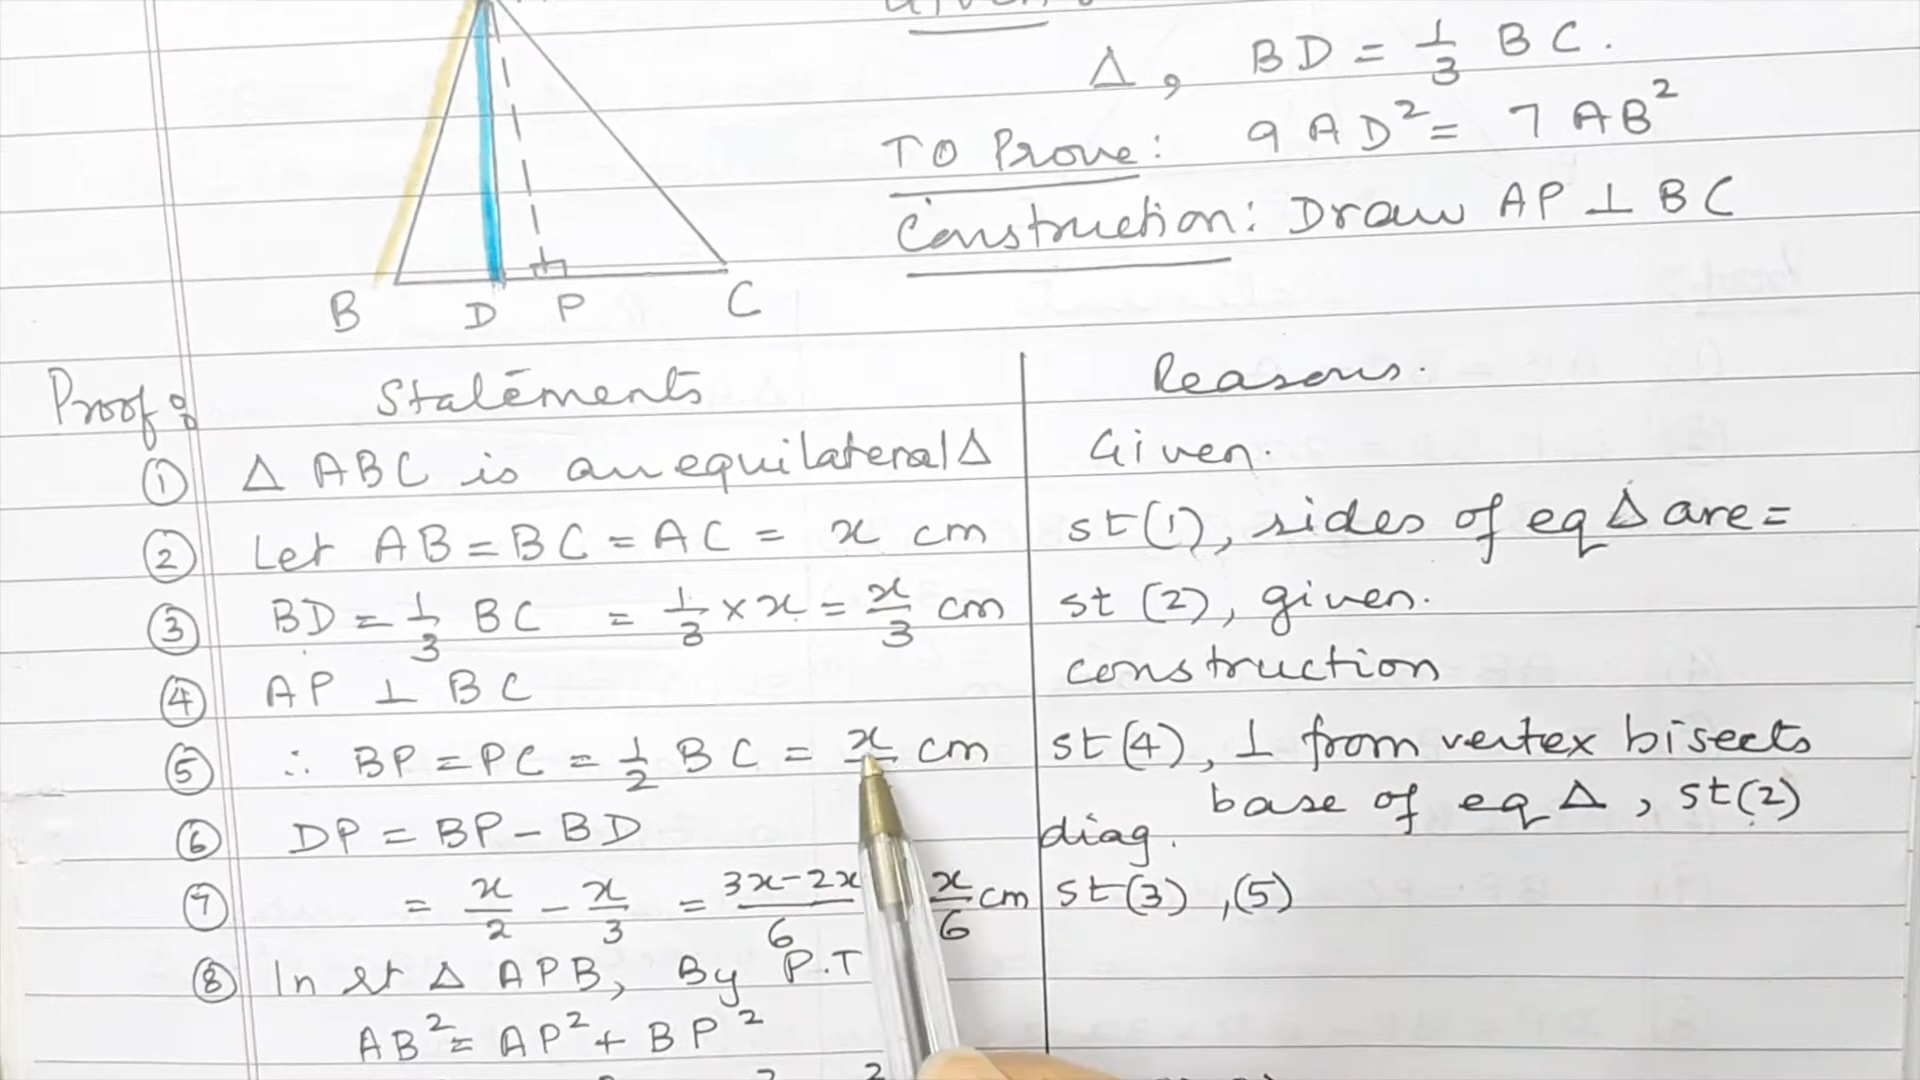 Given:
Δ, BD = 1/3 BC.
To Prove: 9 AD² = 7 AB²
Construction: Draw AP ⊥ BC
B D P C
Proof: Statements Reasons.
① Δ ABC is an equilateral Δ Given.
② Let AB = BC = AC = x cm st(1), sides of eq Δ are =
③ BD = 1/3 BC = 1/3 × x = x/3 cm st (2), given.
④ AP ⊥ BC construction
⑤ ∴ BP = PC = 1/2 BC = x cm st(4), ⊥ from vertex bisects
base of eq Δ, st(2)
⑥ DP = BP - BD diag.
⑦ = x/2 - x/3 = 3x-2x/6 x/6 cm st(3), (5)
⑧ In rt Δ APB, By P.T
AB² = AP² + BP²